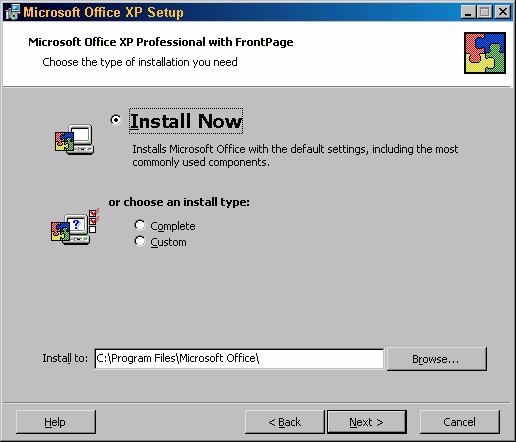 Microsoft Office XP Setup
Microsoft Office XP Professional with FrontPage
Choose the type of installation you need
Install Now
Installs Microsoft Office with the default settings, including the most
commonly used components.
or choose an install type:
Complete
Custom
Install to: C:\Program Files\Microsoft Office\ Browse...
Help < Back Next > Cancel